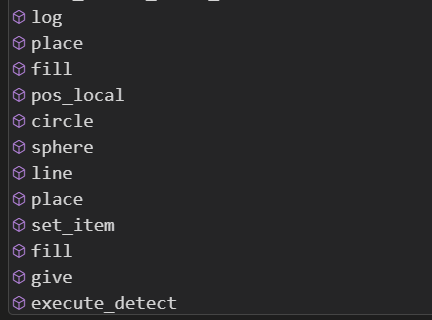 log
place
fill
pos_local
circle
sphere
line
place
set_item
fill
give
execute_detect